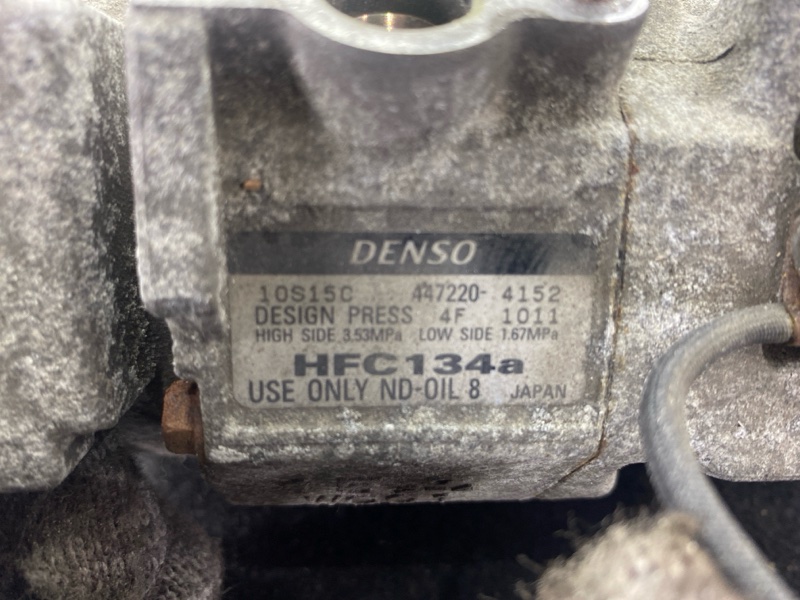 DENSO
10S15C 447220- 4152
DESIGN PRESS 4F 1011
HIGH SIDE 3.53MPa LOW SIDE 1.67MPa
HFC134a
USE ONLY ND-OIL 8 JAPAN